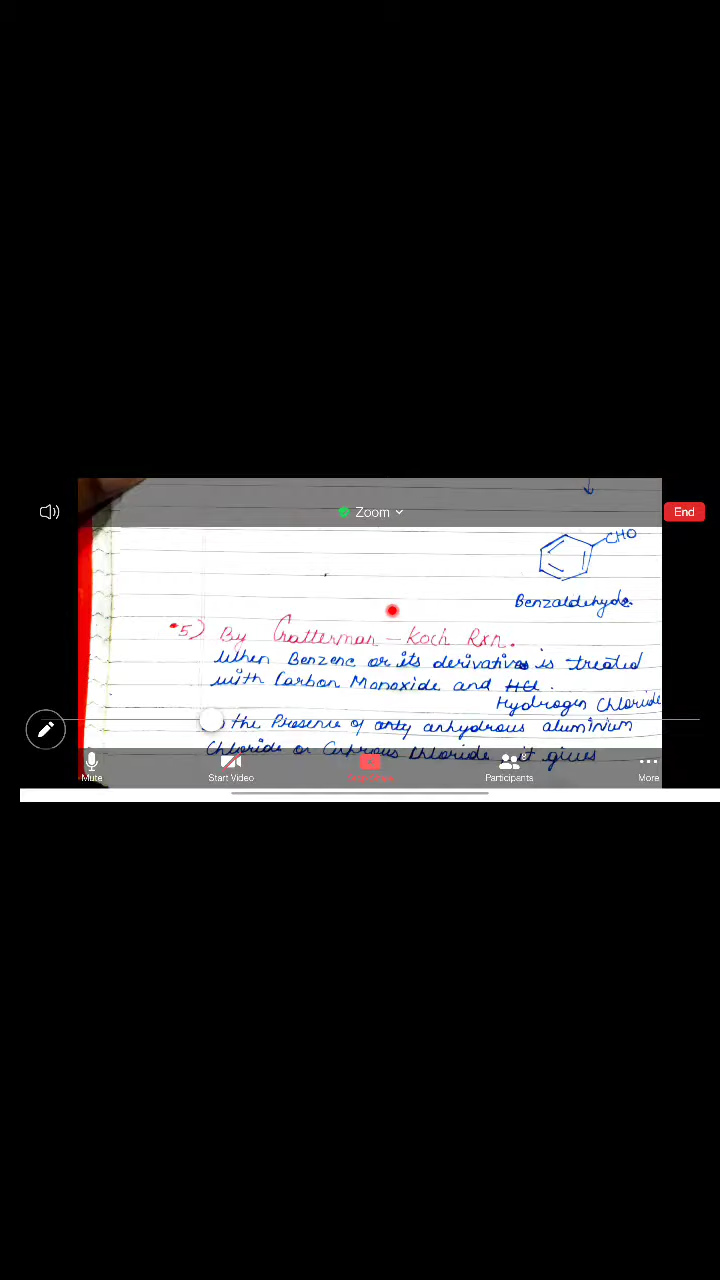 Zoom
End
CHO
Benzaldehyde
*5) By Gatterman – Koch Rxn.
When Benzene or its derivatives is treated
with Carbon Monoxide and HCl.
Hydrogen Chloride
the Presence of only anhydrous aluminium
Chloride or Cuprous Chloride, it gives
Mute
Start Video
Participants
More